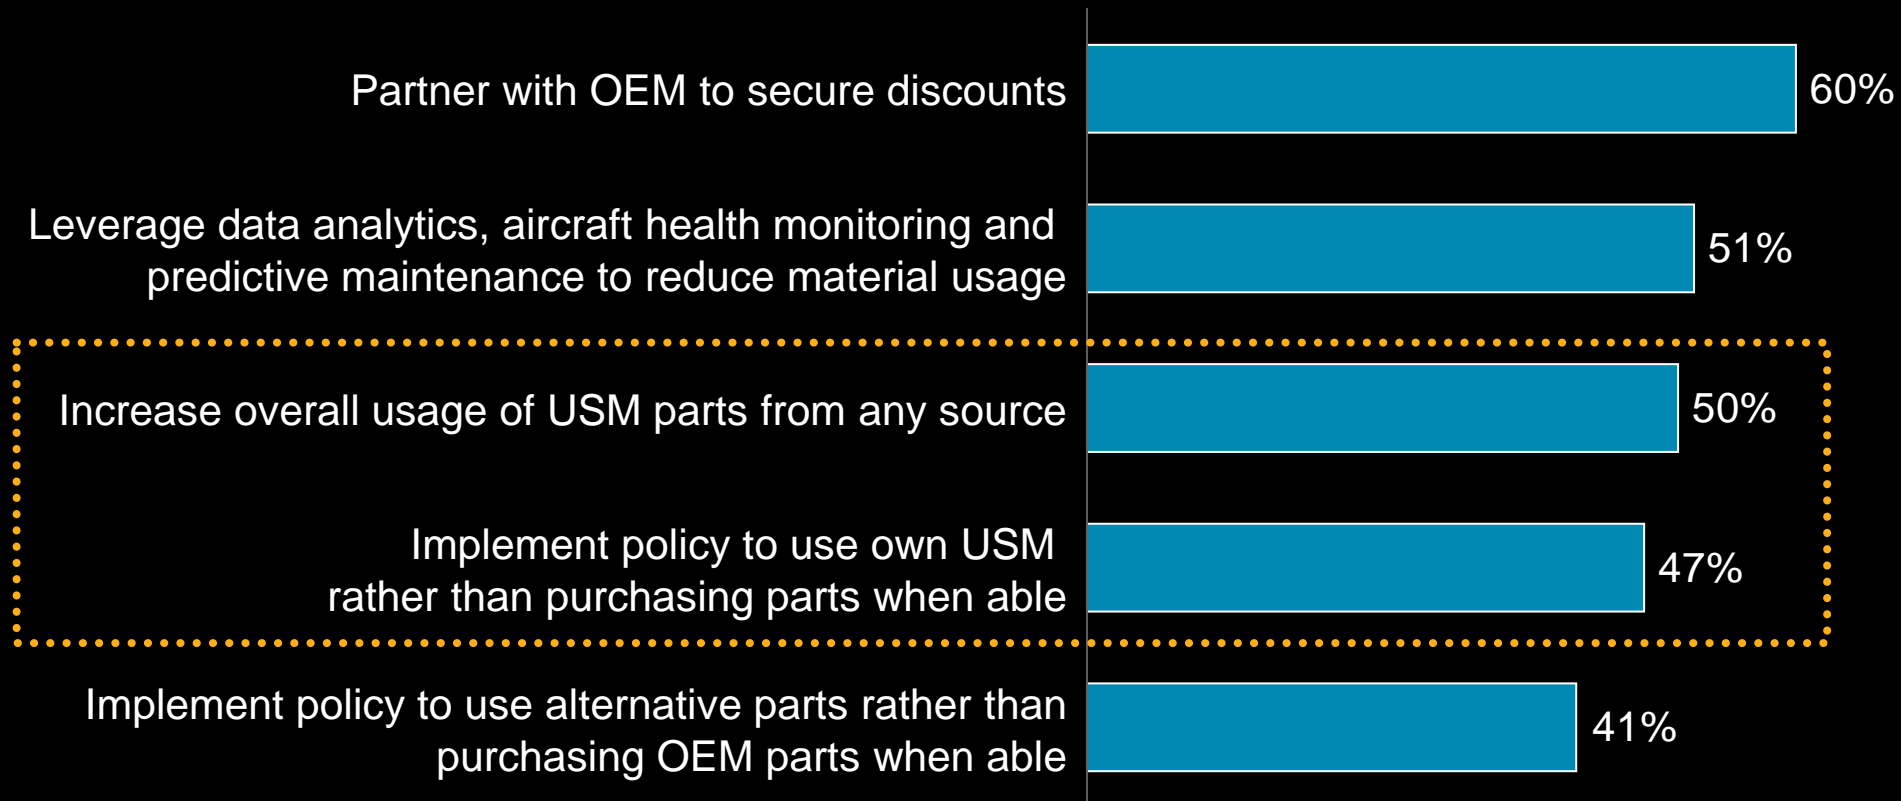 Partner with OEM to secure discounts
60%
Leverage data analytics, aircraft health monitoring and
predictive maintenance to reduce material usage
51%
Increase overall usage of USM parts from any source
50%
Implement policy to use own USM
rather than purchasing parts when able
47%
Implement policy to use alternative parts rather than
purchasing OEM parts when able
41%